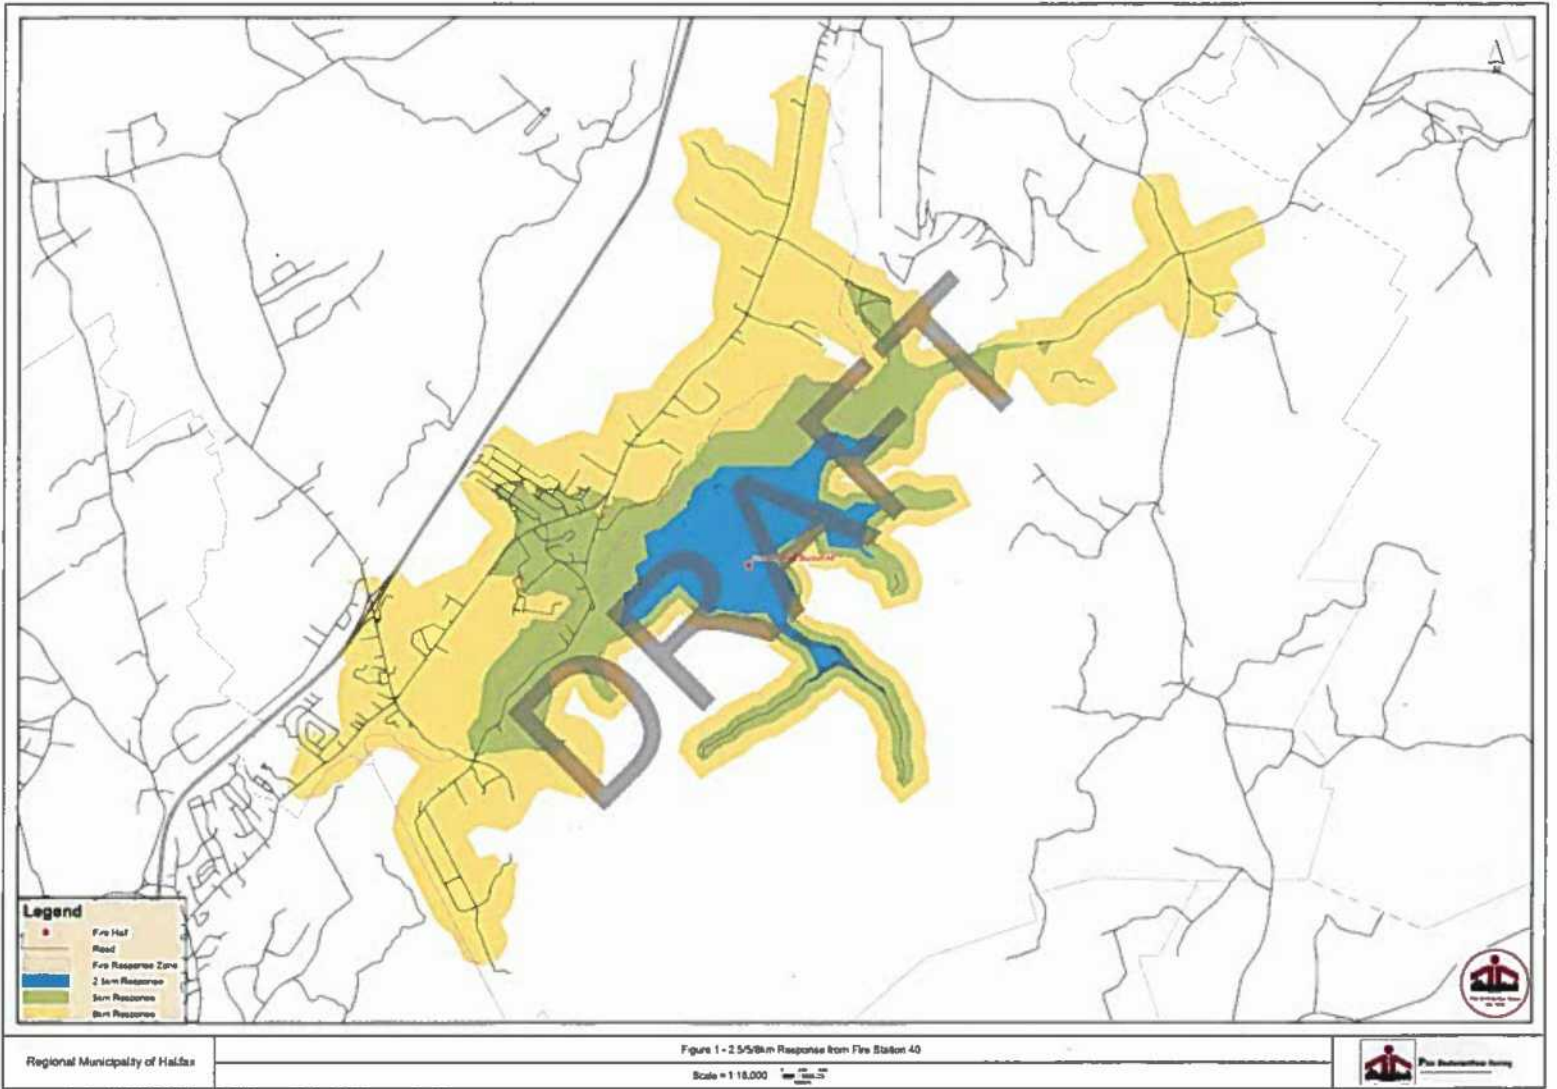 DRAFT
Legend
Fire Hall
Road
Fire Response Zone
2.5km Response
5km Response
8km Response
Regional Municipality of Halifax
Figure 1 - 2.5/5/8km Response from Fire Station 40
Scale = 1:18,000